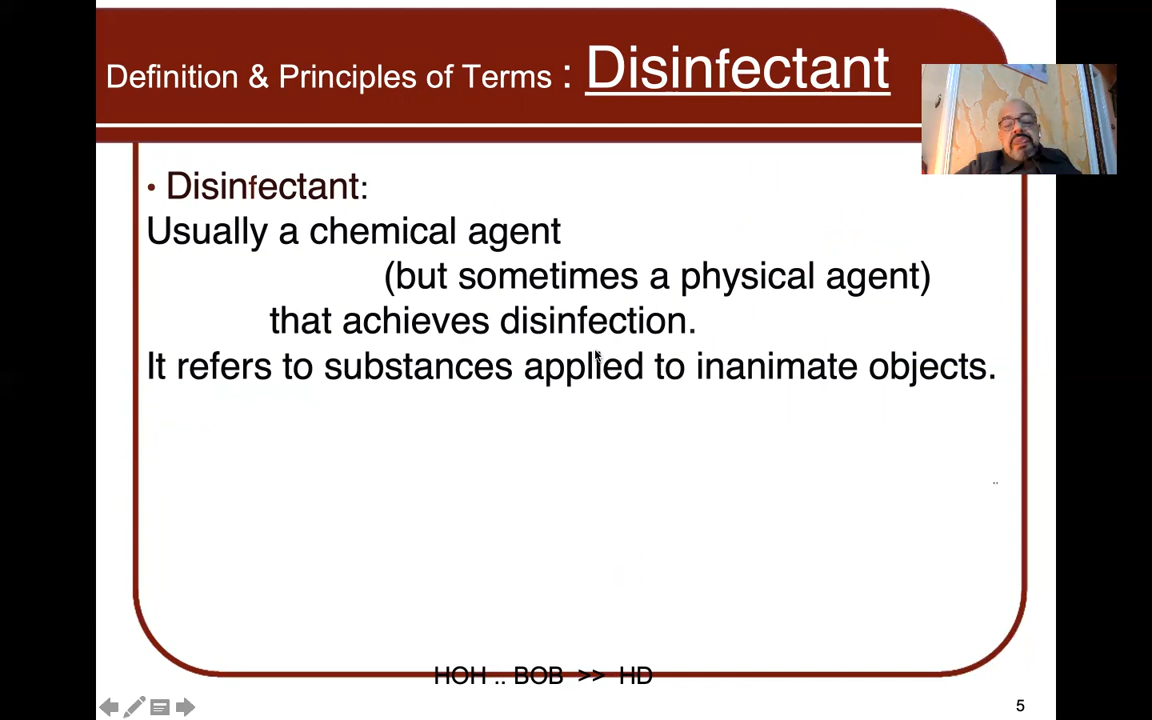 Definition & Principles of Terms : Disinfectant
• Disinfectant:
Usually a chemical agent
(but sometimes a physical agent)
that achieves disinfection.
It refers to substances applied to inanimate objects.
..
HOH .. BOB >> HD
5